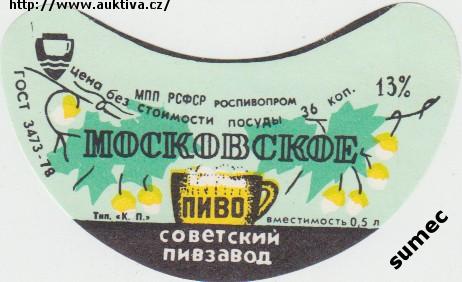 http://www.auktiva.cz/
МПП РСФСР РОСПИВОПРОМ 13%
цена без стоимости посуды 36 коп.
ГОСТ 3473-78
МОСКОВСКОЕ
ПИВО
Тип. «К. П.»
вместимость 0,5 л
СОВЕТСКИЙ
ПИВЗАВОД
sumec